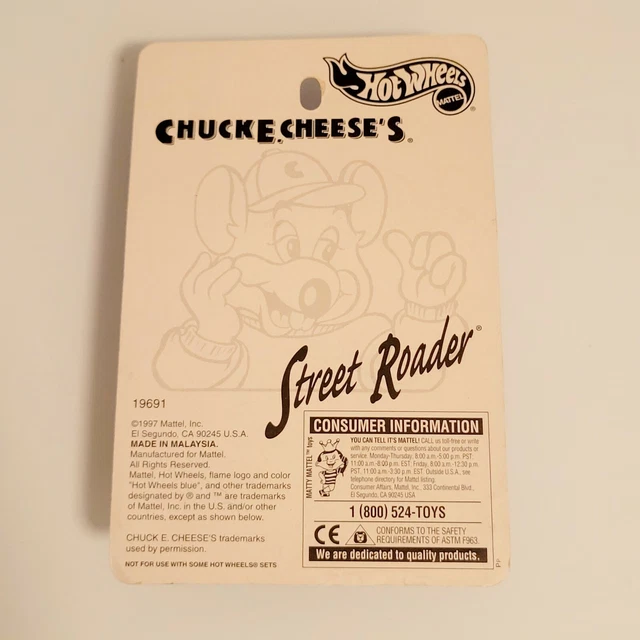 HOT WHEELS ®
MATTEL
CHUCK E. CHEESE'S®
C
Street Roader®
19691
©1997 Mattel, Inc.
El Segundo, CA 90245 U.S.A.
MADE IN MALAYSIA.
Manufactured for Mattel.
All Rights Reserved.
Mattel, Hot Wheels, flame logo and color
"Hot Wheels blue", and other trademarks
designated by ® and ™ are trademarks
of Mattel, Inc. in the U.S. and/or other
countries, except as shown below.
CHUCK E. CHEESE'S trademarks
used by permission.
NOT FOR USE WITH SOME HOT WHEELS® SETS
CONSUMER INFORMATION
MATTY MATTEL™ toys
YOU CAN TELL IT'S MATTEL! CALL us toll-free or write
with any comments or questions about our products or
service. Monday-Thursday, 8:00 a.m.-5:00 p.m. PST;
11:00 a.m.-8:00 p.m. EST, Friday, 8:00 a.m.-12:30 p.m.
PST, 11:00 a.m.-3:30 p.m. EST. Outside U.S.A., see
telephone directory for Mattel listing.
Consumer Affairs, Mattel, Inc., 333 Continental Blvd.,
El Segundo, CA 90245 USA
1 (800) 524-TOYS
CE
CONFORMS TO THE SAFETY
REQUIREMENTS OF ASTM F963.
We are dedicated to quality products.